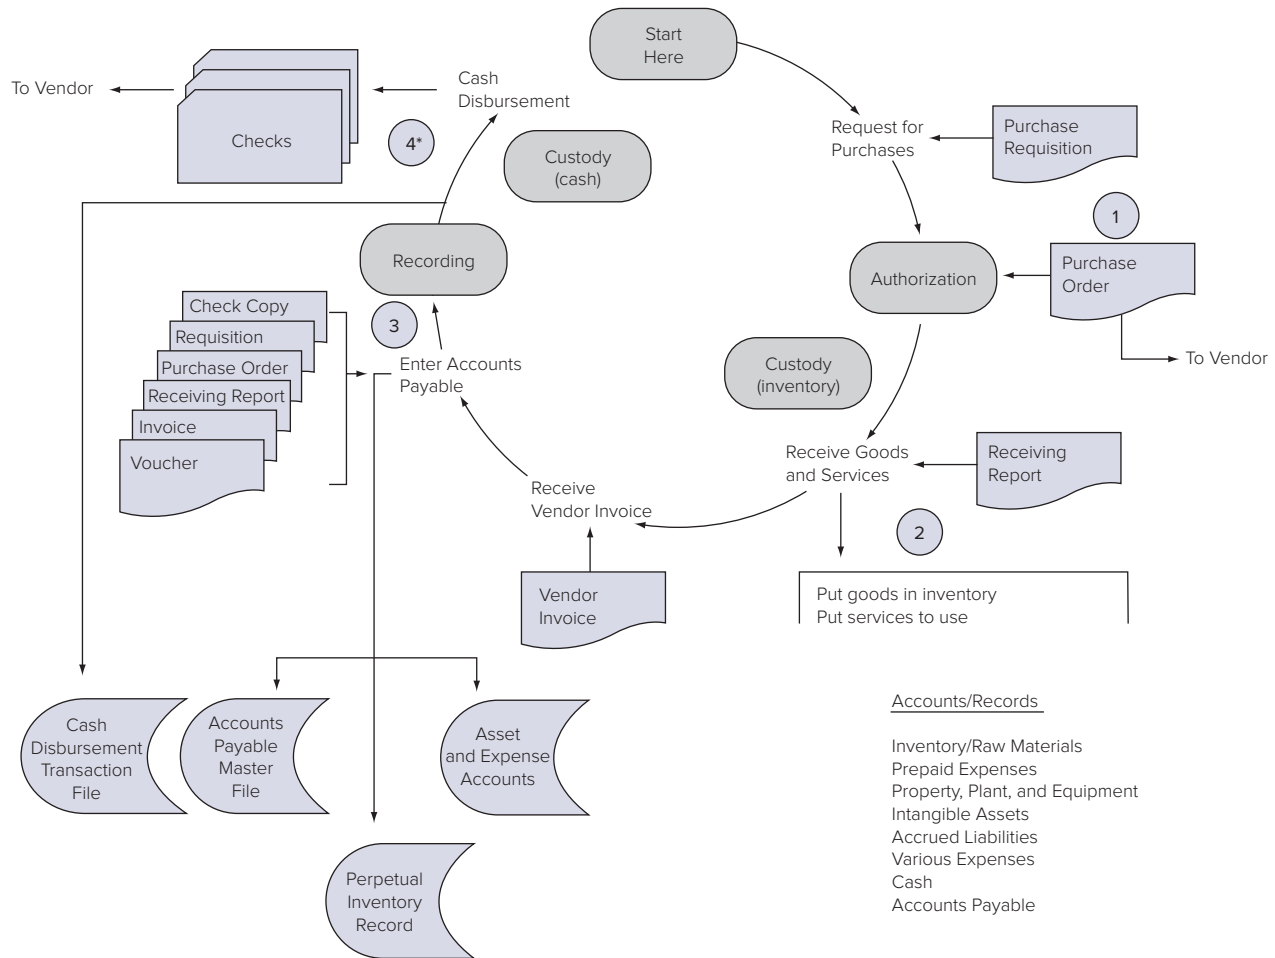 Start
Here
To Vendor
Checks
4*
Cash
Disbursement
Custody
(cash)
Request for
Purchases
Purchase
Requisition
1
Recording
Authorization
Purchase
Order
To Vendor
Check Copy
Requisition
Purchase Order
Receiving Report
Invoice
Voucher
3
Enter Accounts
Payable
Custody
(inventory)
Receive Goods
and Services
Receiving
Report
Receive
Vendor Invoice
2
Vendor
Invoice
Put goods in inventory
Put services to use
Cash
Disbursement
Transaction
File
Accounts
Payable
Master
File
Asset
and Expense
Accounts
Perpetual
Inventory
Record
Accounts/Records
Inventory/Raw Materials
Prepaid Expenses
Property, Plant, and Equipment
Intangible Assets
Accrued Liabilities
Various Expenses
Cash
Accounts Payable